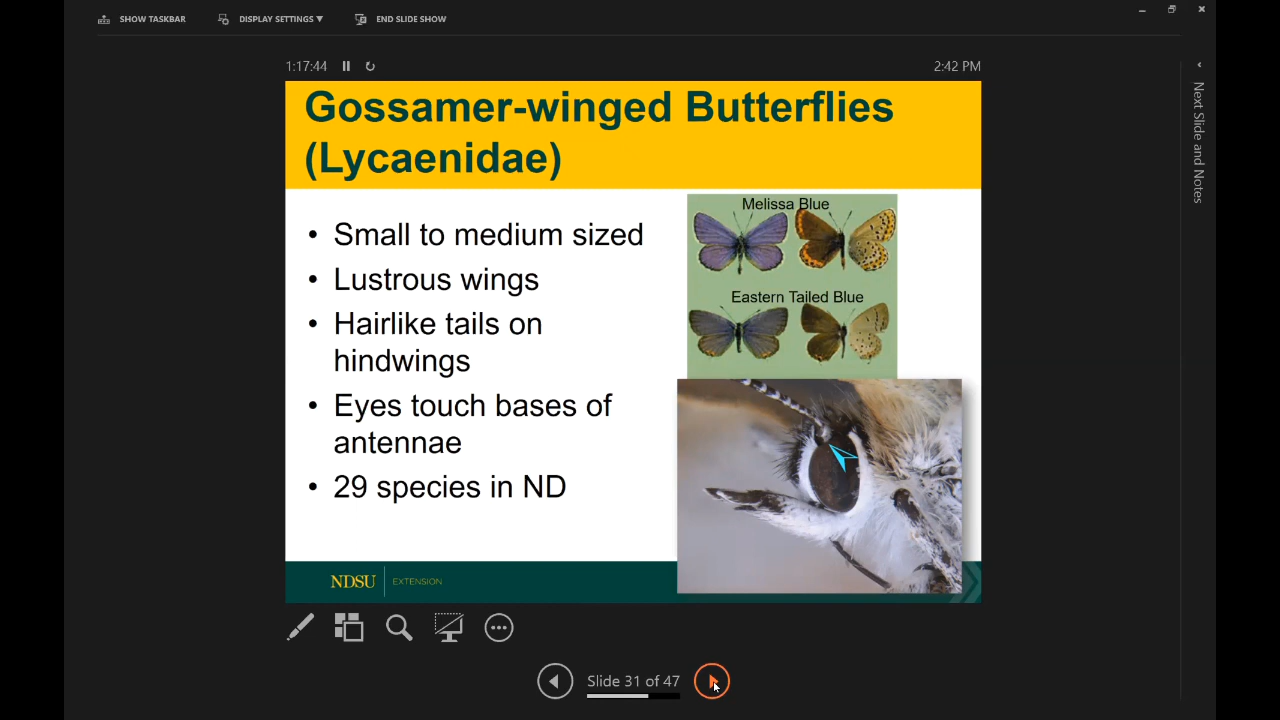 SHOW TASKBAR
DISPLAY SETTINGS ▼
END SLIDE SHOW
1:17:44
2:42 PM
Next Slide and Notes
Gossamer-winged Butterflies
(Lycaenidae)
• Small to medium sized
• Lustrous wings
• Hairlike tails on
hindwings
• Eyes touch bases of
antennae
• 29 species in ND
Melissa Blue
Eastern Tailed Blue
NDSU EXTENSION
Slide 31 of 47